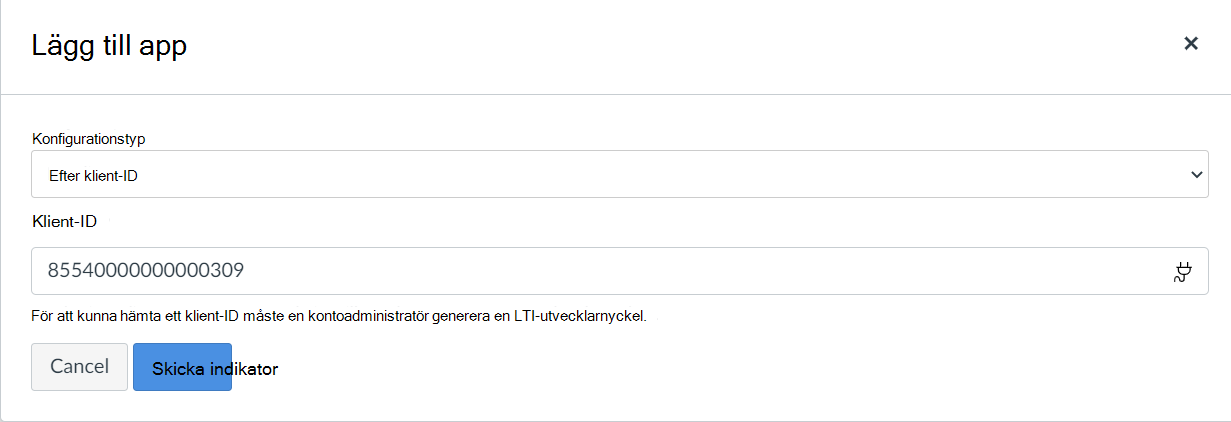 Lägg till app
Konfigurationstyp
Efter klient-ID
Klient-ID
85540000000000309
För att kunna hämta ett klient-ID måste en kontoadministratör generera en LTI-utvecklarnyckel.
Cancel Skicka indikator